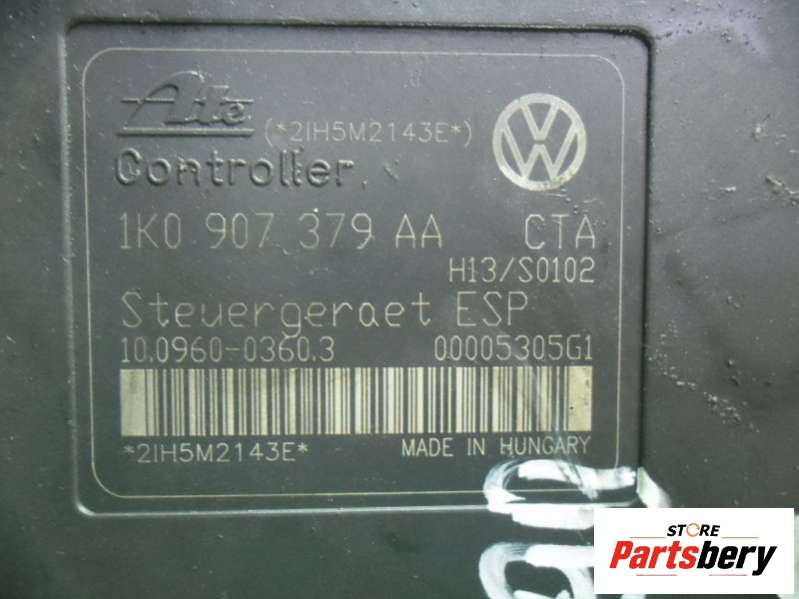 Ate (*2IH5M2143E*)
Controller
1K0 907 379 AA CTA
H13/S0102
Steuergeraet ESP
10.0960-0360.3 00005305G1
*2IH5M2143E* MADE IN HUNGARY
STORE
Partsbery